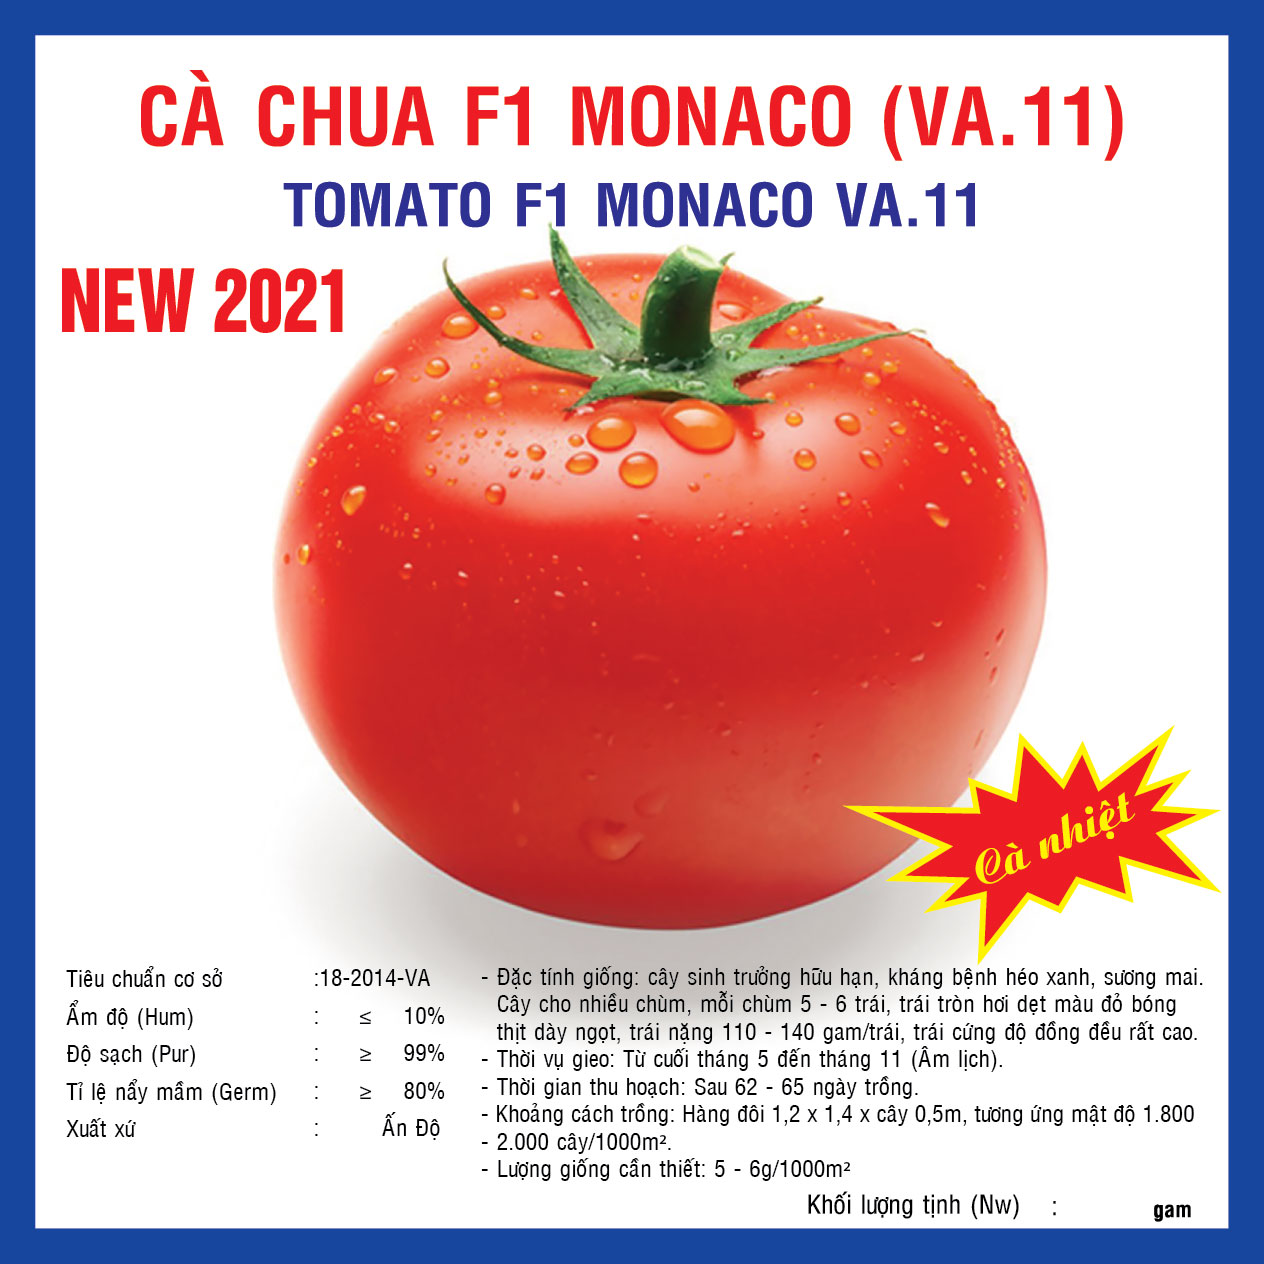 CÀ CHUA F1 MONACO (VA.11)
TOMATO F1 MONACO VA.11
NEW 2021
Cà nhiệt
Tiêu chuẩn cơ sở :18-2014-VA
Ẩm độ (Hum) : ≤ 10%
Độ sạch (Pur) : ≥ 99%
Tỉ lệ nẩy mầm (Germ) : ≥ 80%
Xuất xứ : Ấn Độ
- Đặc tính giống: cây sinh trưởng hữu hạn, kháng bệnh héo xanh, sương mai.
Cây cho nhiều chùm, mỗi chùm 5 - 6 trái, trái tròn hơi dẹt màu đỏ bóng
thịt dày ngọt, trái nặng 110 - 140 gam/trái, trái cứng độ đồng đều rất cao.
- Thời vụ gieo: Từ cuối tháng 5 đến tháng 11 (Âm lịch).
- Thời gian thu hoạch: Sau 62 - 65 ngày trồng.
- Khoảng cách trồng: Hàng đôi 1,2 x 1,4 x cây 0,5m, tương ứng mật độ 1.800
- 2.000 cây/1000m².
- Lượng giống cần thiết: 5 - 6g/1000m²
Khối lượng tịnh (Nw) : gam